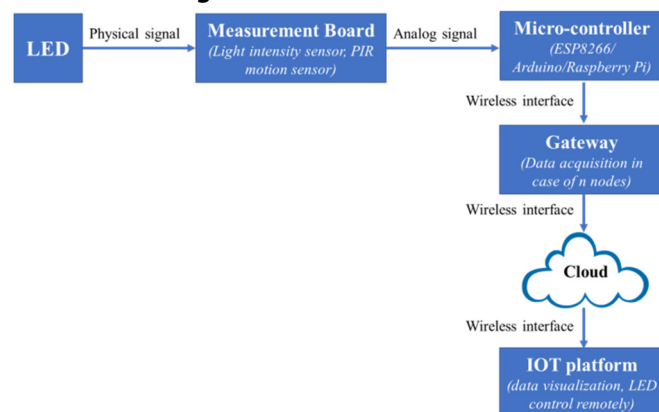 LED
Physical signal
Measurement Board
(Light intensity sensor, PIR
motion sensor)
Analog signal
Micro-controller
(ESP8266/
Arduino/Raspberry Pi)
Wireless interface
Gateway
(Data acquisition in
case of n nodes)
Wireless interface
Cloud
Wireless interface
IOT platform
(data visualization, LED
control remotely)